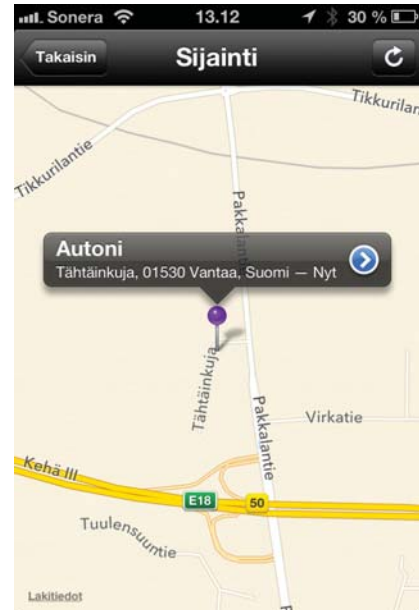 Sonera 13.12 30 %
Takaisin Sijainti
Tikkurilantie
Tikkurilan
Pakkalantie
Autoni
Tähtäinkuja, 01530 Vantaa, Suomi — Nyt
Tähtäinkuja
Pakkalantie
Virkatie
Kehä III
E18 50
Tuulensuuntie
Lakitiedot